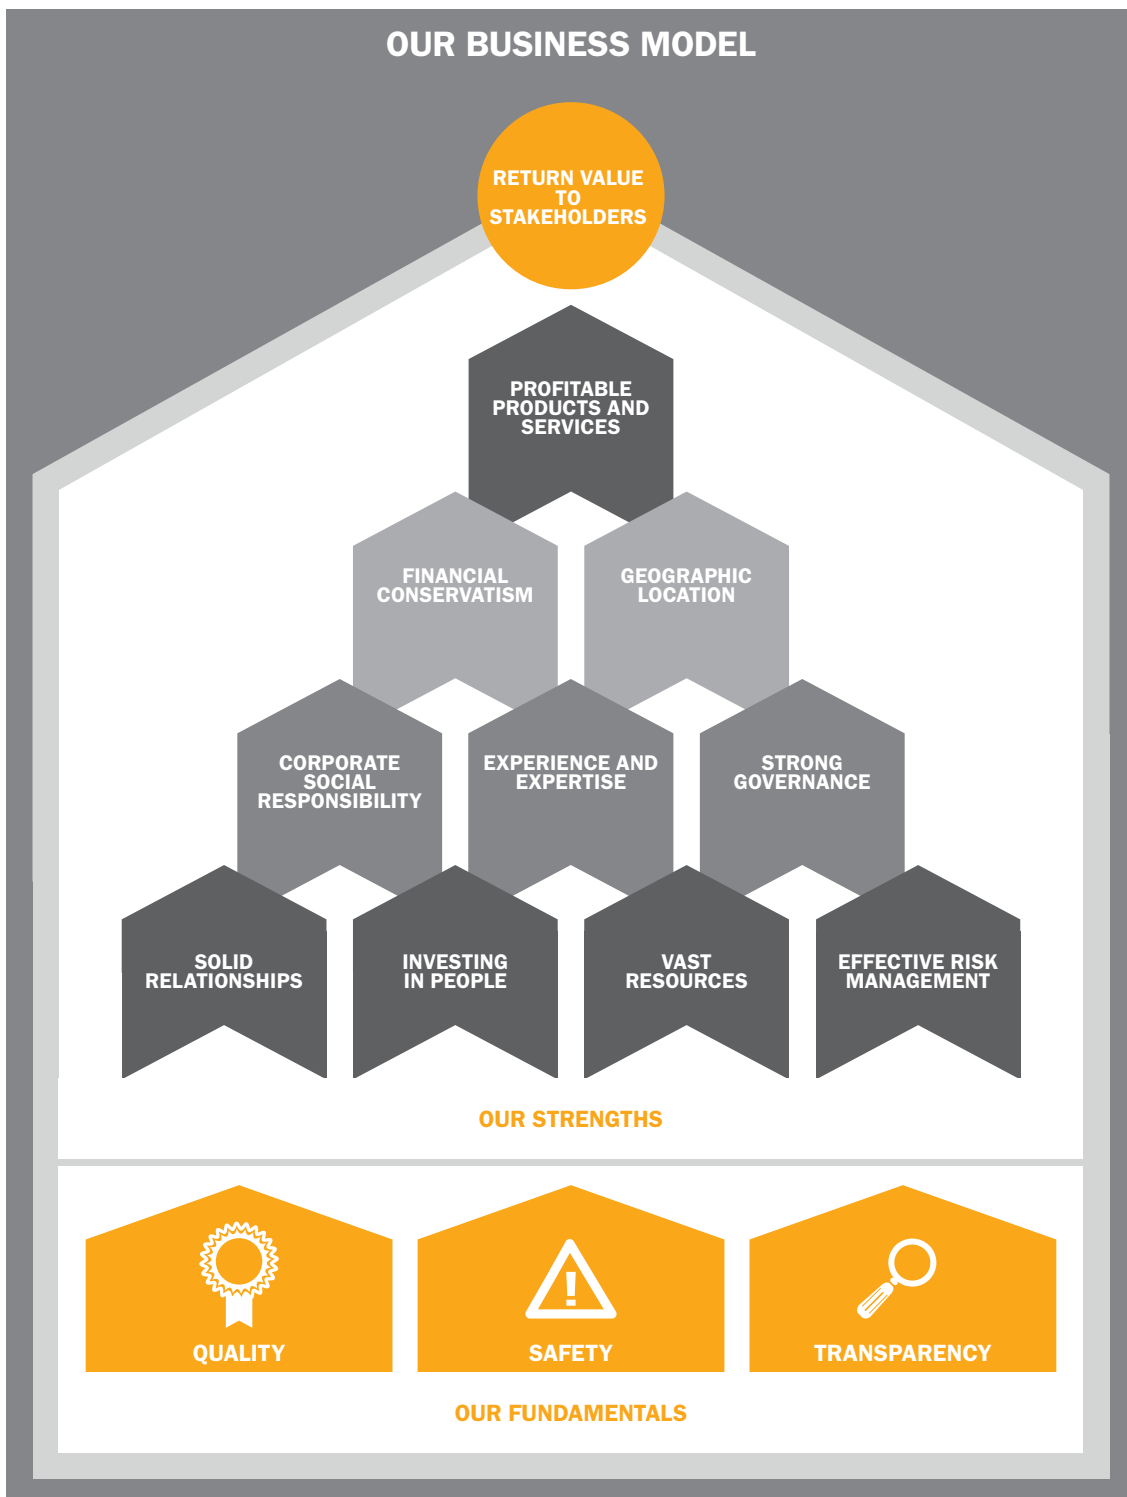 OUR BUSINESS MODEL
RETURN VALUE
TO
STAKEHOLDERS
PROFITABLE
PRODUCTS AND
SERVICES
FINANCIAL
CONSERVATISM
GEOGRAPHIC
LOCATION
CORPORATE
SOCIAL
RESPONSIBILITY
EXPERIENCE AND
EXPERTISE
STRONG
GOVERNANCE
SOLID
RELATIONSHIPS
INVESTING
IN PEOPLE
VAST
RESOURCES
EFFECTIVE RISK
MANAGEMENT
OUR STRENGTHS
QUALITY
SAFETY
TRANSPARENCY
OUR FUNDAMENTALS